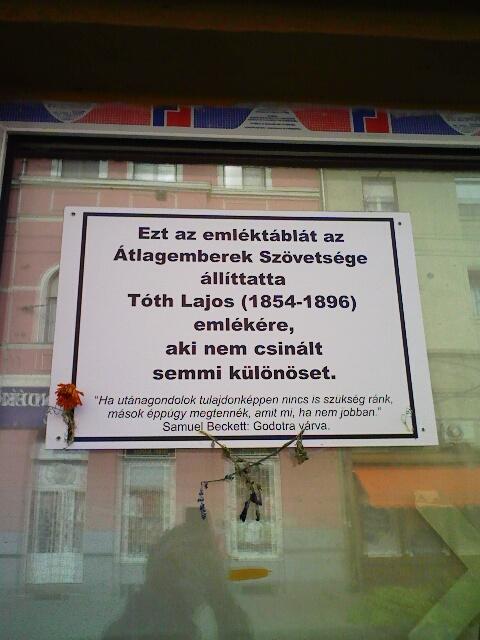 Ezt az emléktáblát az
Átlagemberek Szövetsége
állíttatta
Tóth Lajos (1854-1896)
emlékére,
aki nem csinált
semmi különöset.
"Ha utánagondolok tulajdonképpen nincs is szükség ránk,
mások éppúgy megtennék, amit mi, ha nem jobban."
Samuel Beckett: Godotra várva.